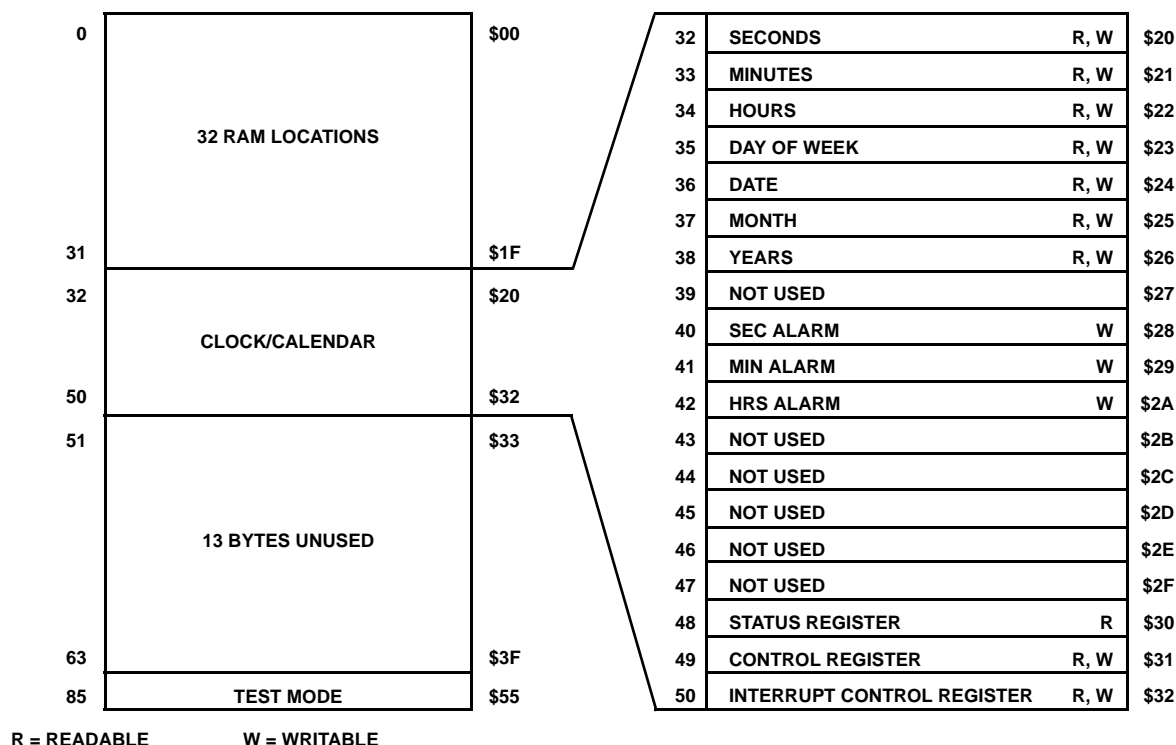 0 $00
32 RAM LOCATIONS
31 $1F
32 $20
CLOCK/CALENDAR
50 $32
51 $33
13 BYTES UNUSED
63 $3F
85 TEST MODE $55
32 SECONDS R, W $20
33 MINUTES R, W $21
34 HOURS R, W $22
35 DAY OF WEEK R, W $23
36 DATE R, W $24
37 MONTH R, W $25
38 YEARS R, W $26
39 NOT USED $27
40 SEC ALARM W $28
41 MIN ALARM W $29
42 HRS ALARM W $2A
43 NOT USED $2B
44 NOT USED $2C
45 NOT USED $2D
46 NOT USED $2E
47 NOT USED $2F
48 STATUS REGISTER R $30
49 CONTROL REGISTER R, W $31
50 INTERRUPT CONTROL REGISTER R, W $32
R = READABLE W = WRITABLE